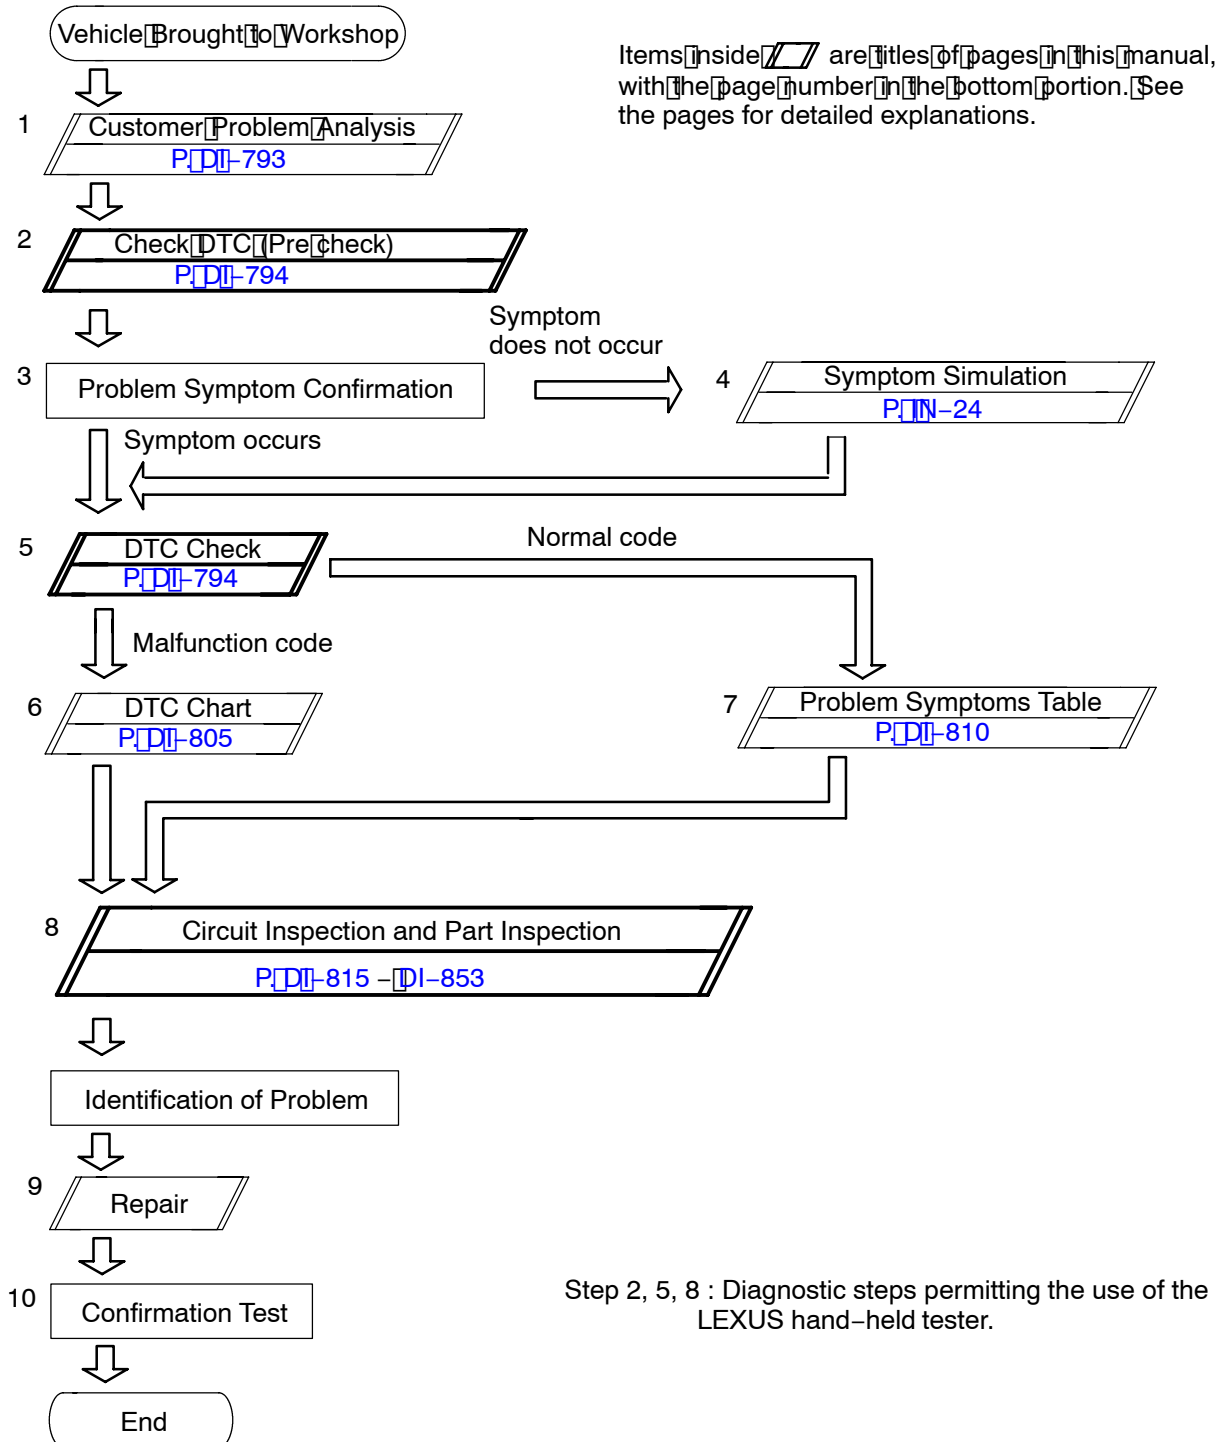 Vehicle Brought to Workshop
Items inside are titles of pages in this manual,
with the page number in the bottom portion. See
the pages for detailed explanations.
1
Customer Problem Analysis
P. DI–793
2
Check DTC (Pre check)
P. DI–794
Symptom
does not occur
3
Problem Symptom Confirmation
4
Symptom Simulation
P. IN–24
Symptom occurs
5
DTC Check
P. DI–794
Normal code
Malfunction code
6
DTC Chart
P. DI–805
7
Problem Symptoms Table
P. DI–810
8
Circuit Inspection and Part Inspection
P. DI–815 – DI–853
Identification of Problem
9
Repair
10
Confirmation Test
Step 2, 5, 8 : Diagnostic steps permitting the use of the
LEXUS hand–held tester.
End